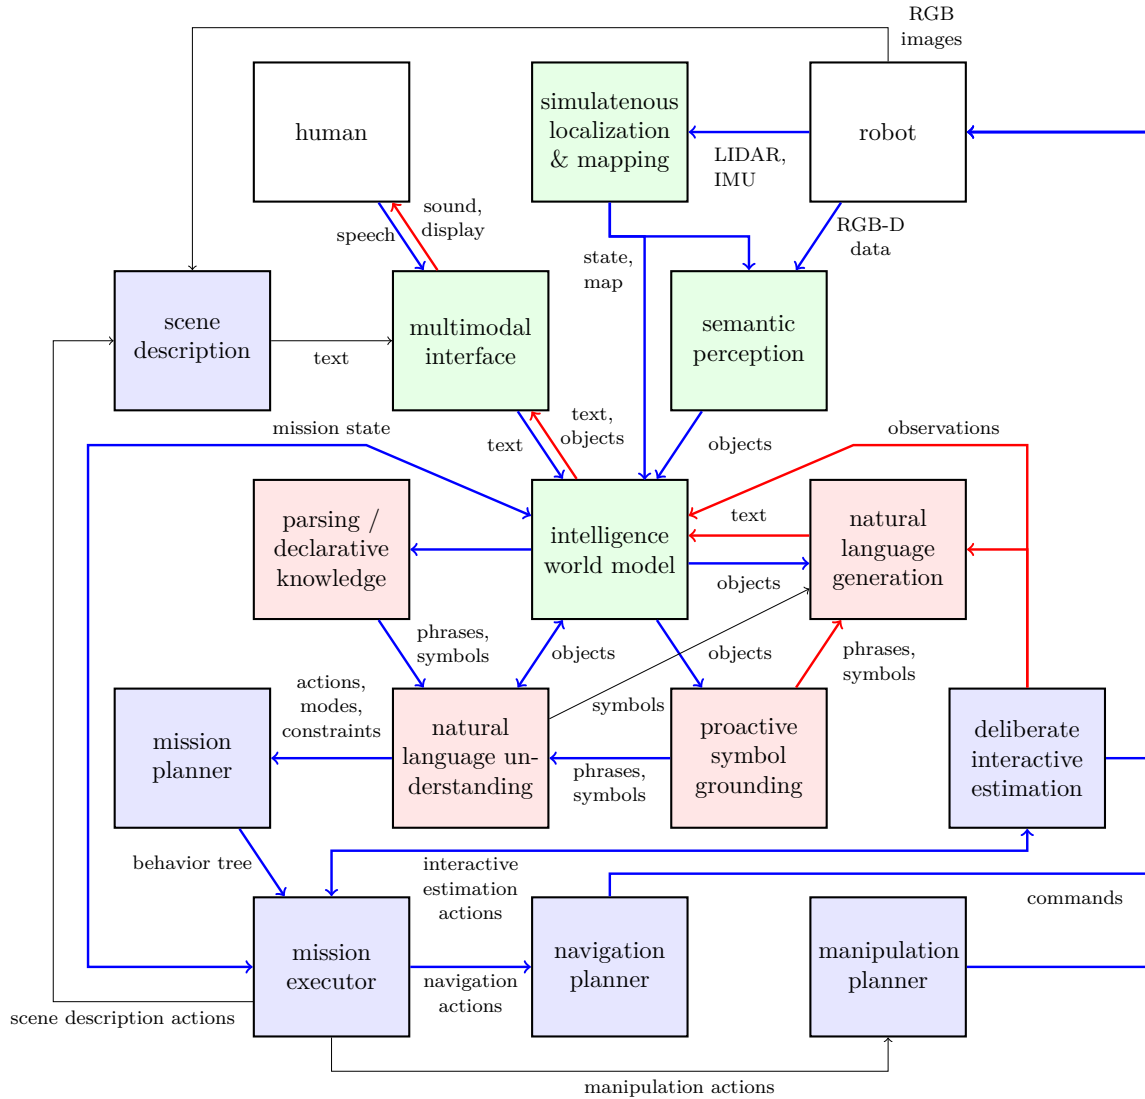 RGB
images
human
simulatenous
localization
& mapping
robot
LIDAR,
IMU
sound,
display
speech
RGB-D
data
state,
map
scene
description
text
multimodal
interface
semantic
perception
mission state
text
text,
objects
objects
observations
parsing /
declarative
knowledge
intelligence
world model
text
objects
natural
language
generation
phrases,
symbols
objects
objects
phrases,
symbols
actions,
modes,
constraints
symbols
mission
planner
natural
language un-
derstanding
phrases,
symbols
proactive
symbol
grounding
deliberate
interactive
estimation
behavior tree
interactive
estimation
actions
commands
mission
executor
navigation
actions
navigation
planner
manipulation
planner
scene description actions
manipulation actions